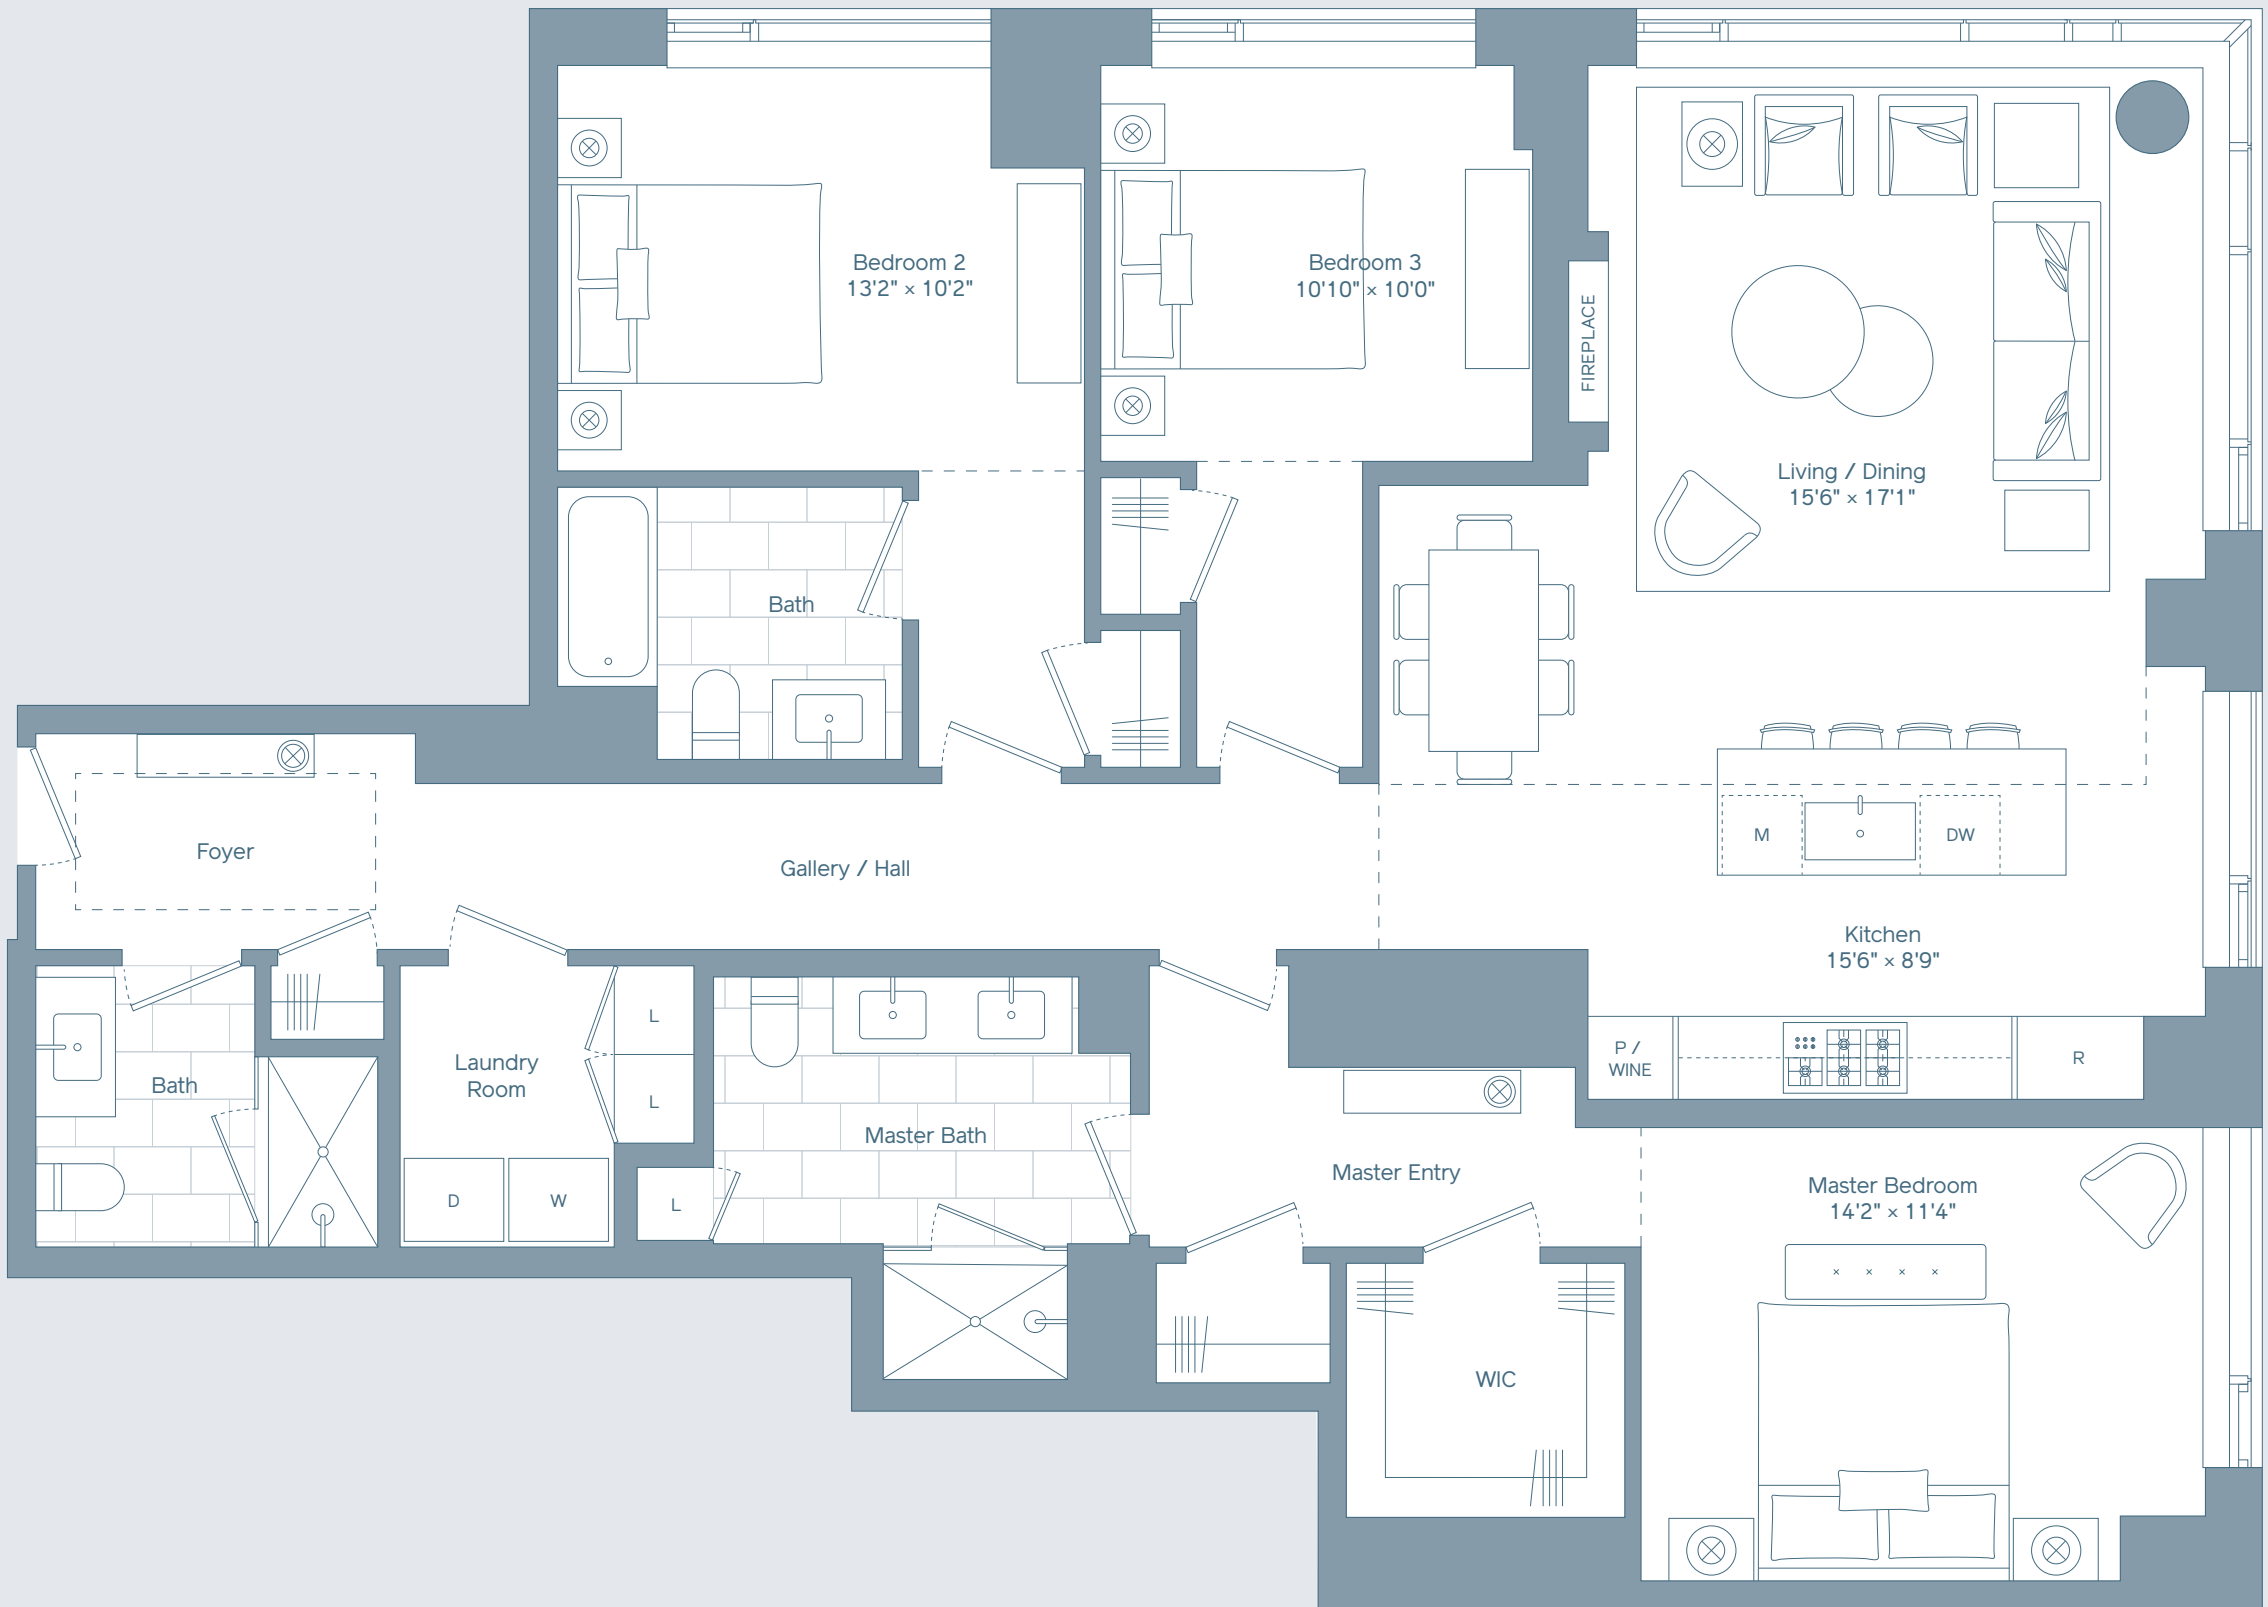 Bedroom 2
13'2" × 10'2"
Bedroom 3
10'10" × 10'0"
FIREPLACE
Living / Dining
15'6" × 17'1"
Bath
Foyer
Gallery / Hall
M
DW
Kitchen
15'6" × 8'9"
P /
WINE
R
Bath
Laundry
Room
L
L
D
W
L
Master Bath
Master Entry
Master Bedroom
14'2" × 11'4"
WIC